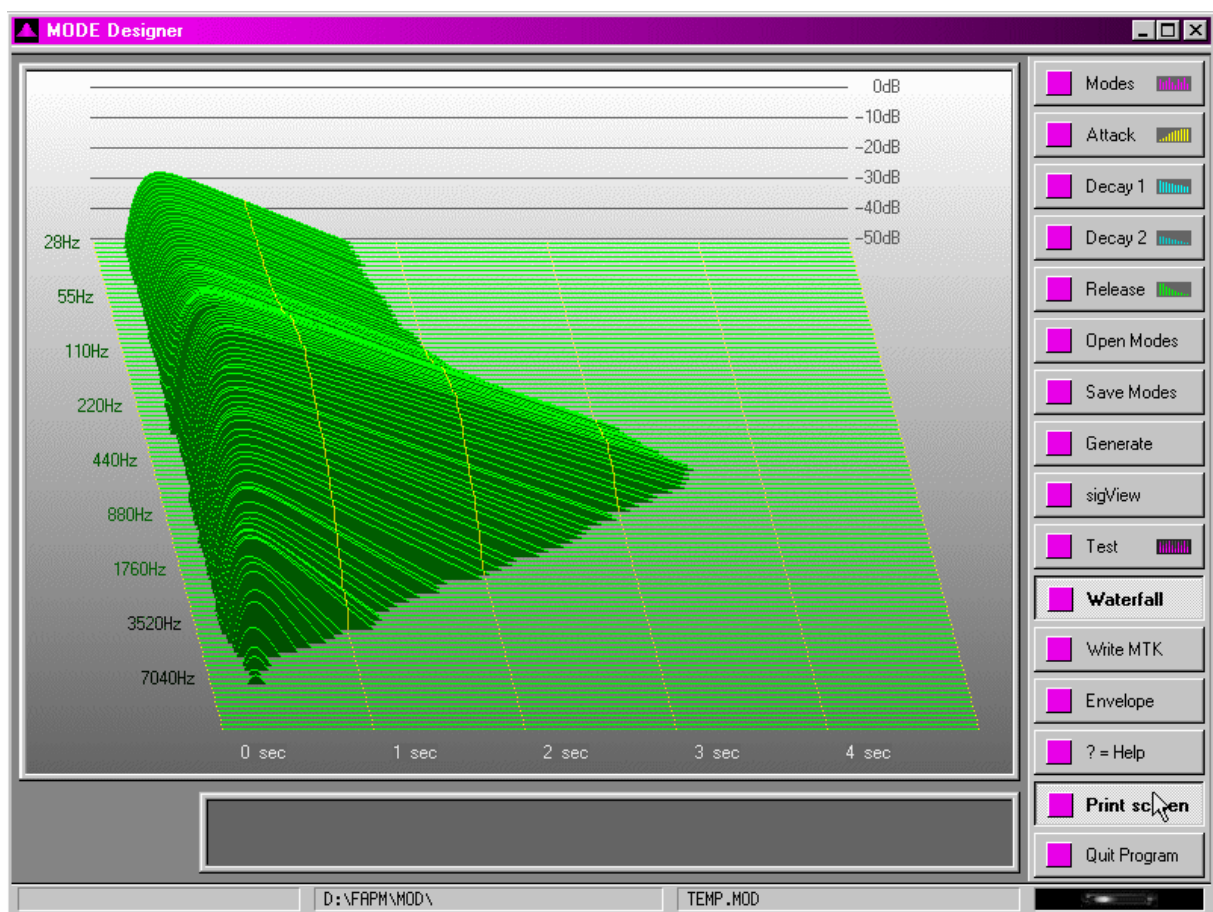 MODE Designer
0dB
-10dB
-20dB
-30dB
-40dB
-50dB
28Hz
55Hz
110Hz
220Hz
440Hz
880Hz
1760Hz
3520Hz
7040Hz
0 sec 1 sec 2 sec 3 sec 4 sec
Modes
Attack
Decay 1
Decay 2
Release
Open Modes
Save Modes
Generate
sigView
Test
Waterfall
Write MTK
Envelope
? = Help
Print screen
Quit Program
D:\FAPM\MOD\ TEMP.MOD